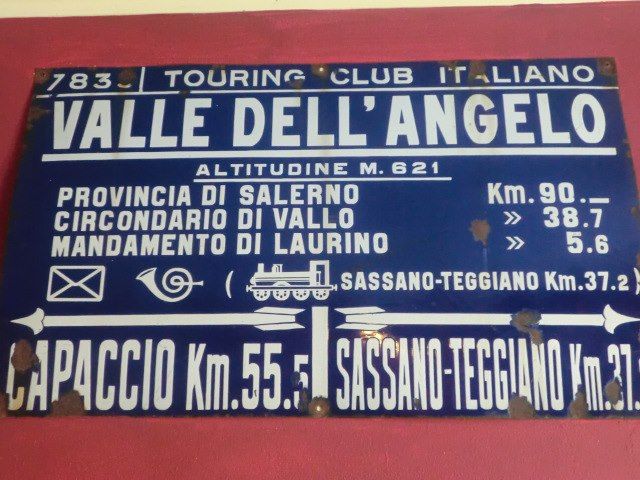 TOURING CLUB ITALIANO
VALLE DELL'ANGELO
ALTITUDINE M. 621
PROVINCIA DI SALERNO Km. 90.—
CIRCONDARIO DI VALLO » 38.7
MANDAMENTO DI LAURINO » 5.6
( SASSANO-TEGGIANO Km. 37.2)
CAPACCIO Km. 55.5 SASSANO-TEGGIANO Km.